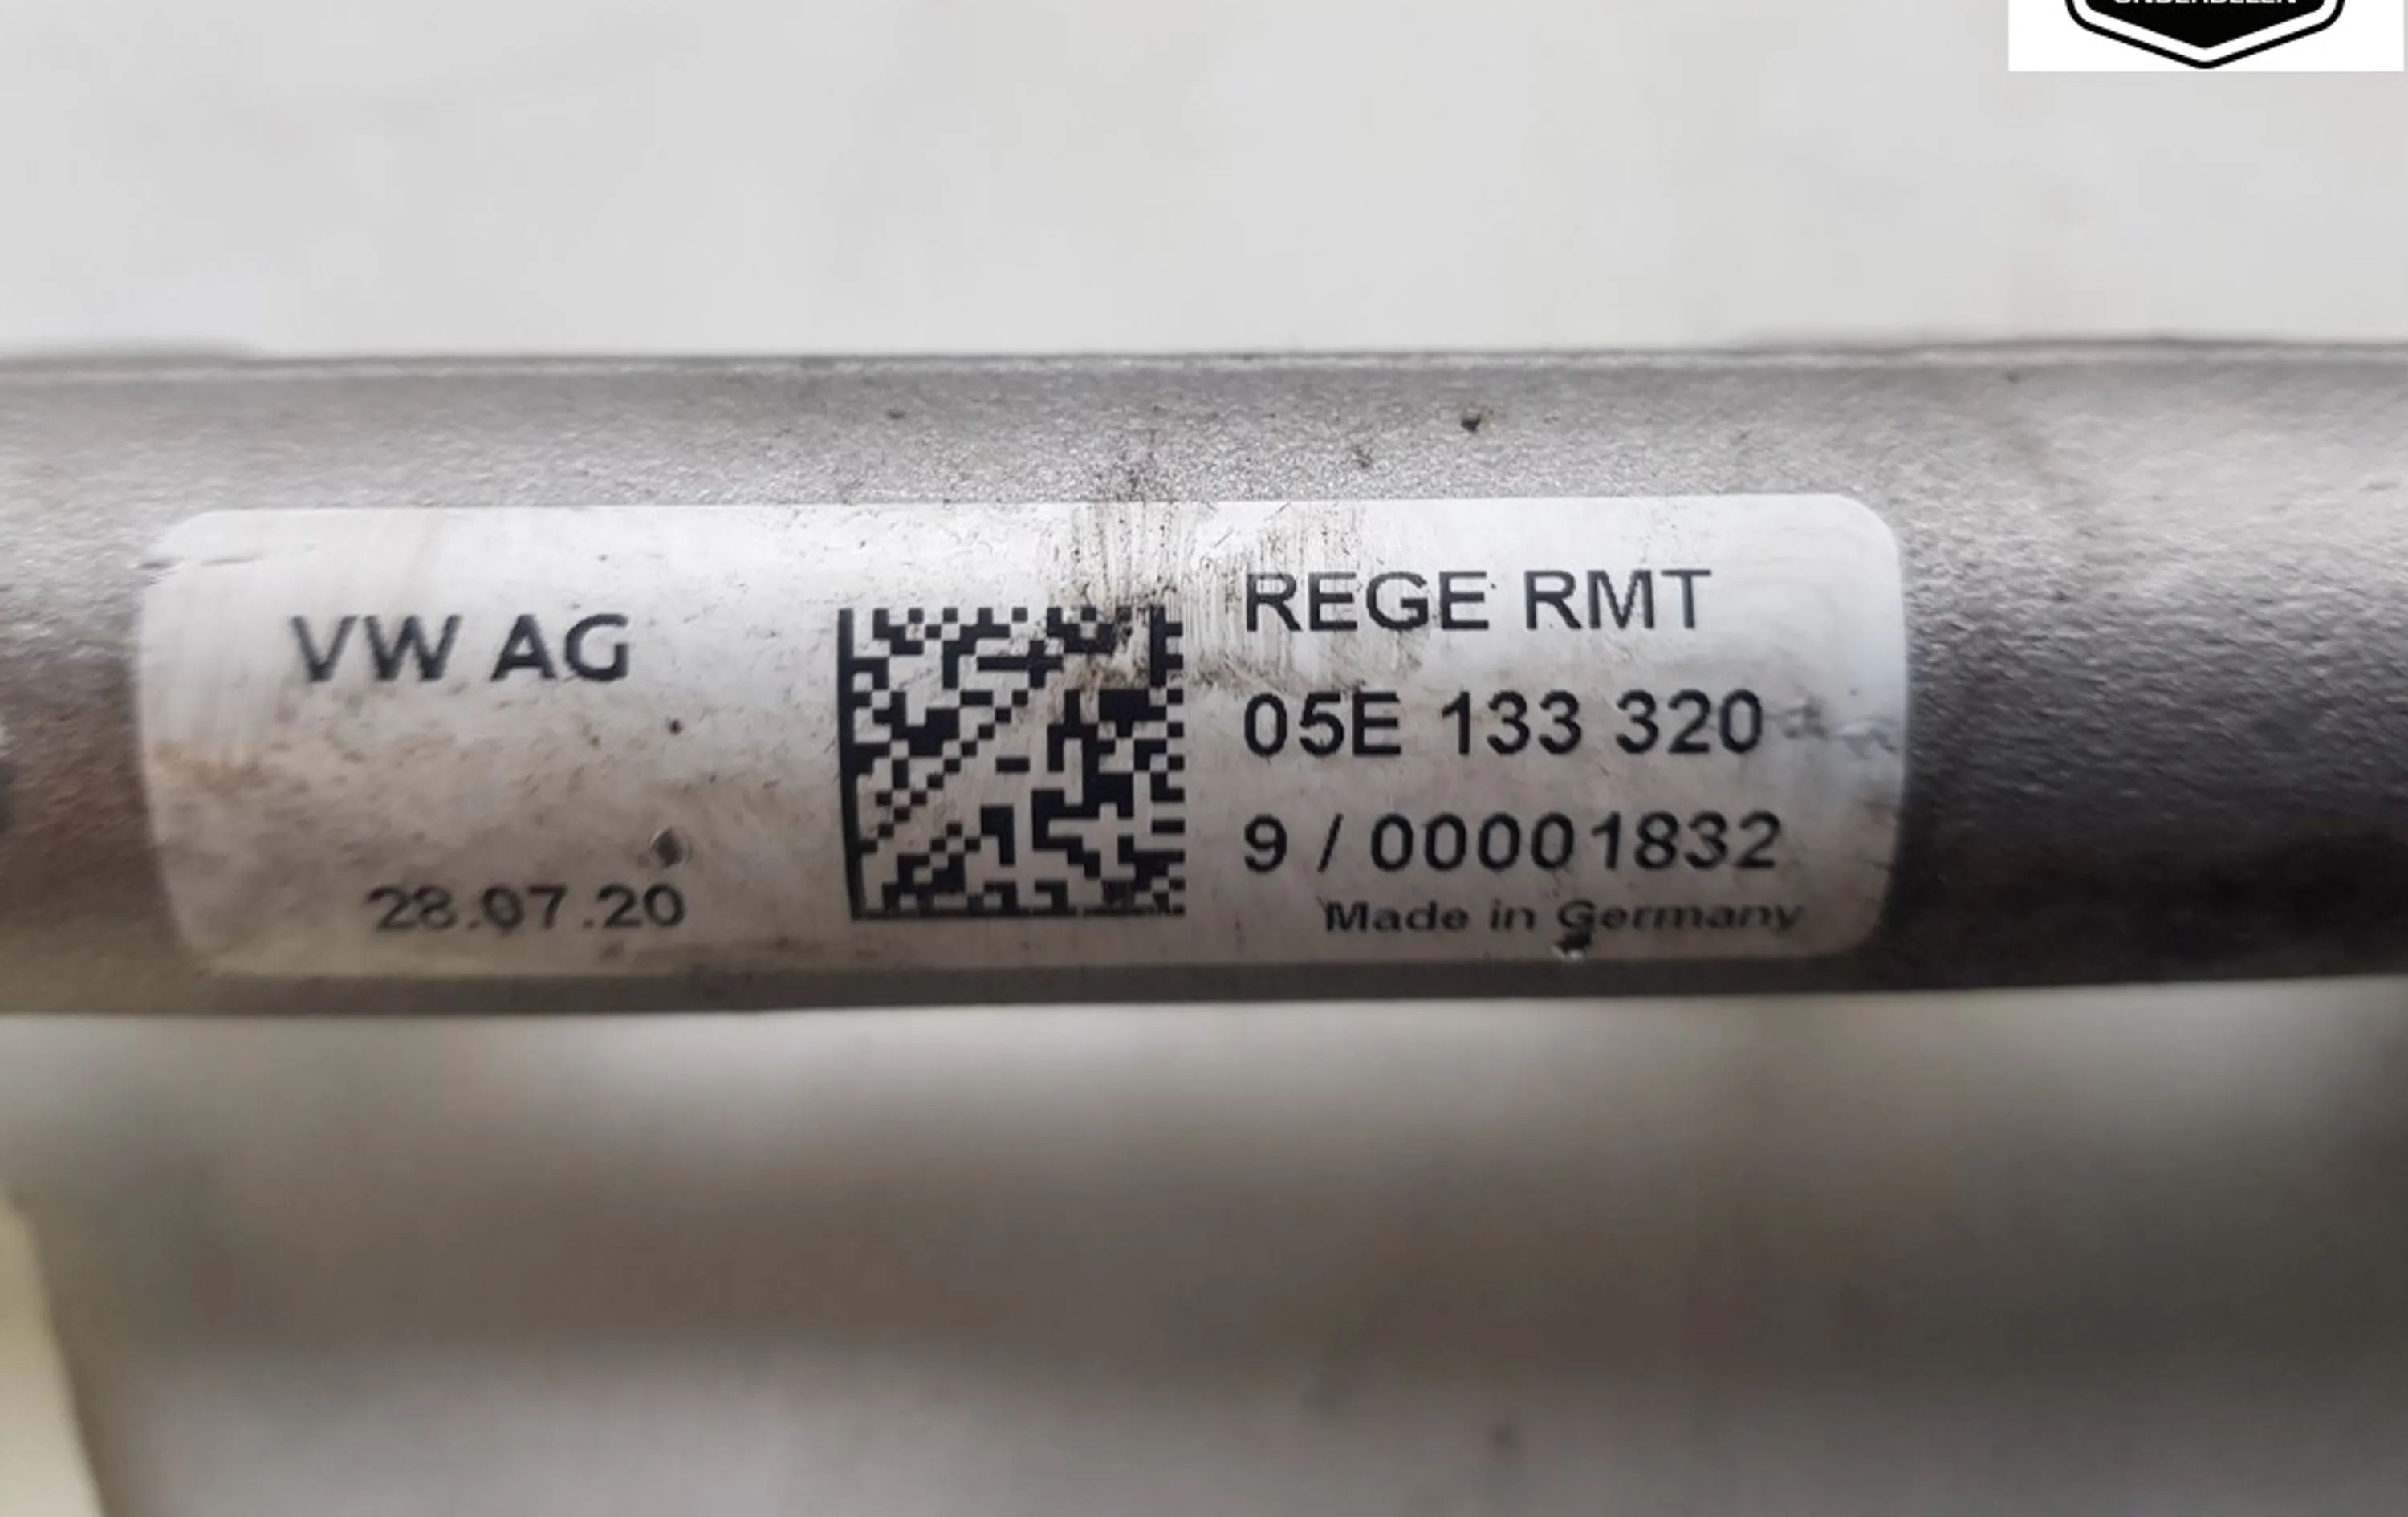 VW AG
28.07.20
REGE RMT
05E 133 320
9 / 00001832
Made in Germany